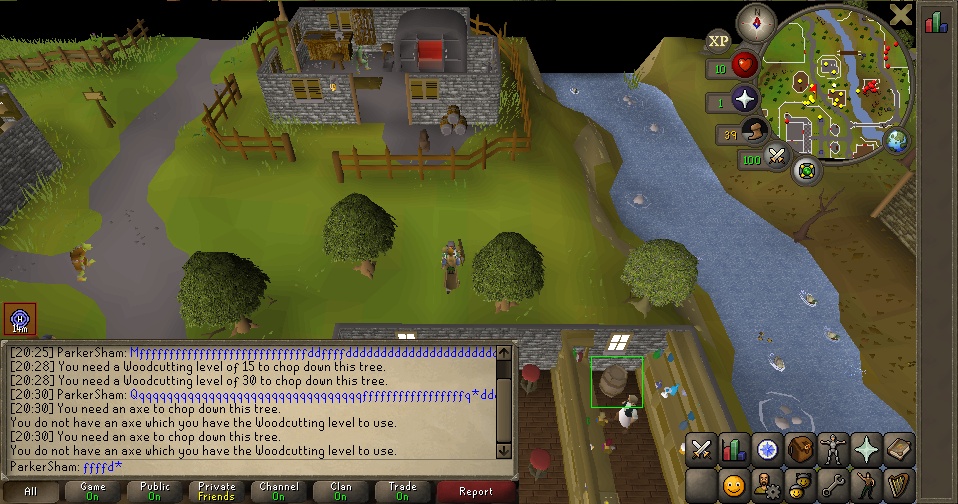 XP
N
10
1
39
100
14m
[20:25] ParkerSham: Mffffffffffffffffffffffffffffddffffddddddddddddddddddddddddd
[20:28] You need a Woodcutting level of 15 to chop down this tree.
[20:28] You need a Woodcutting level of 30 to chop down this tree.
[20:30] ParkerSham: Qqqqqqqqqqqqqqqqqqqqqqqqqqqqqqqqqfffffffffffffffffq*ddd
[20:30] You need an axe to chop down this tree.
You do not have an axe which you have the Woodcutting level to use.
[20:30] You need an axe to chop down this tree.
You do not have an axe which you have the Woodcutting level to use.
ParkerSham: ffffd*
All
Game On
Public On
Private Friends
Channel On
Clan On
Trade On
Report